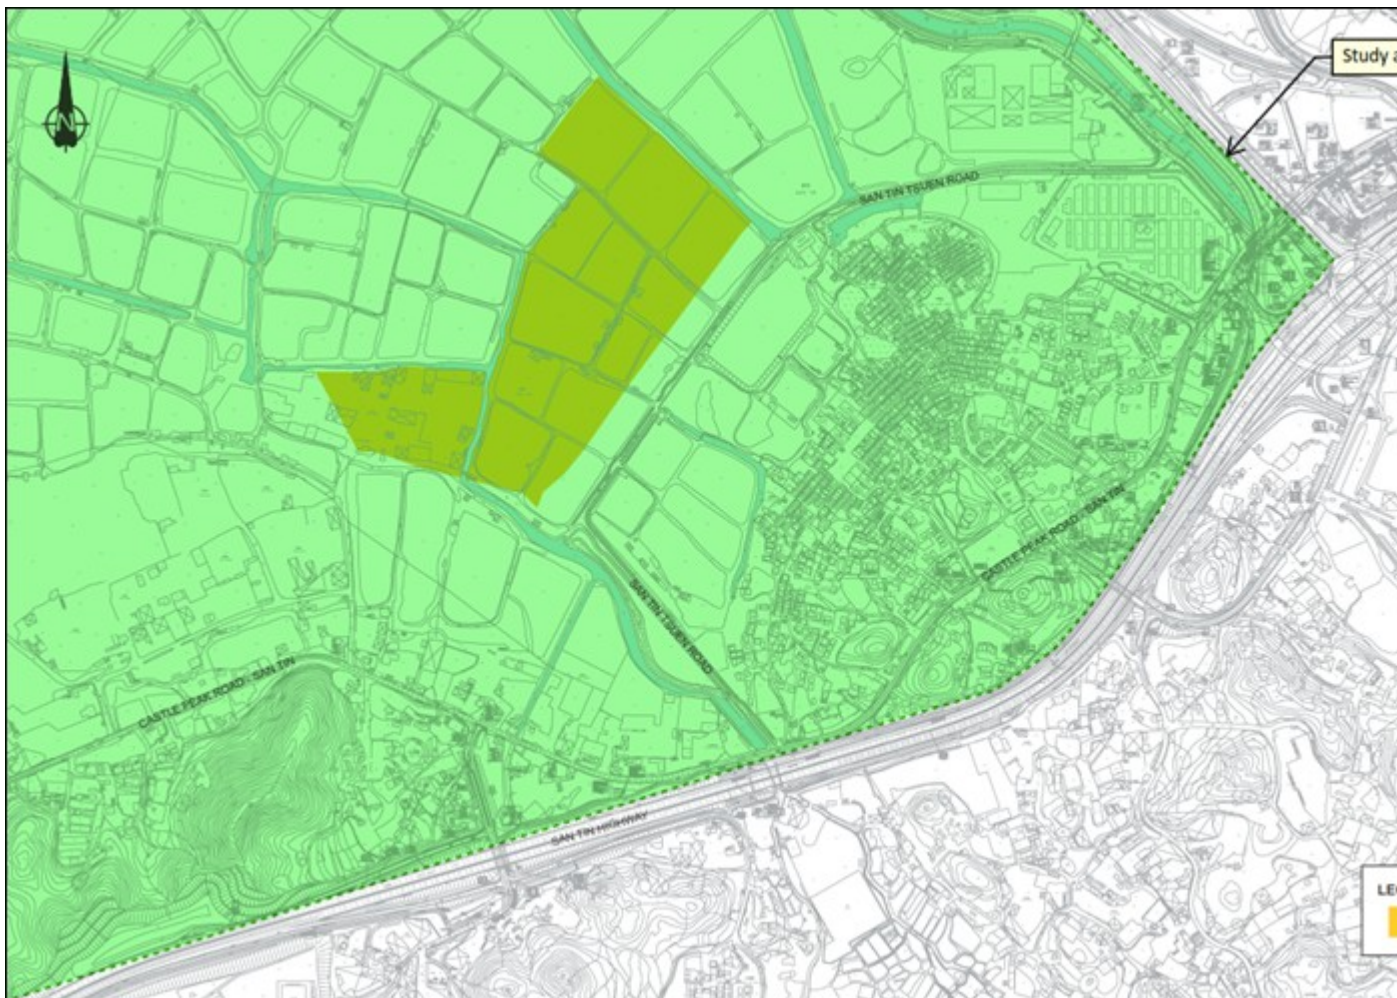 N
Study a
SAN TIN TSUEN ROAD
CASTLE PEAK ROAD - SAN TIN
SAN TIN TSUEN ROAD
CASTLE PEAK ROAD - SAN TIN
SAN TIN HIGHWAY
LE